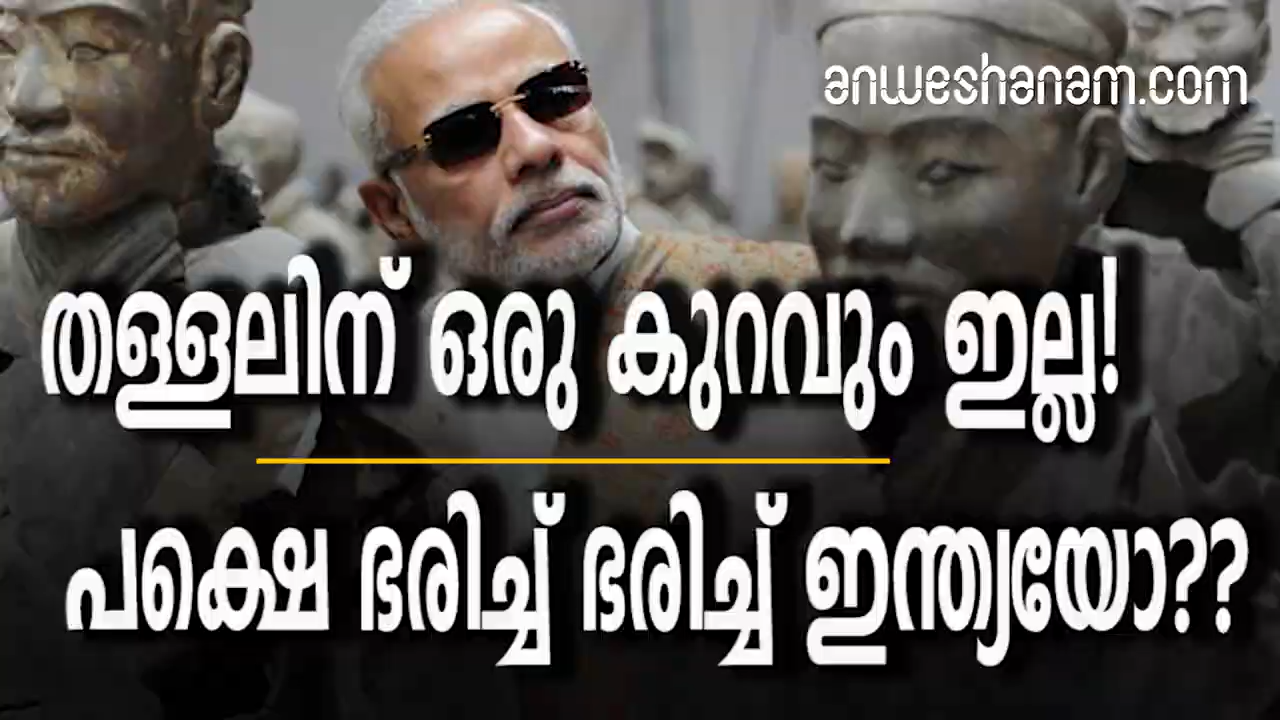 anweshanam.com
തള്ളലിന് ഒരു കുറവും ഇല്ല!
പക്ഷെ ഭരിച്ച് ഭരിച്ച് ഇന്ത്യയോ??